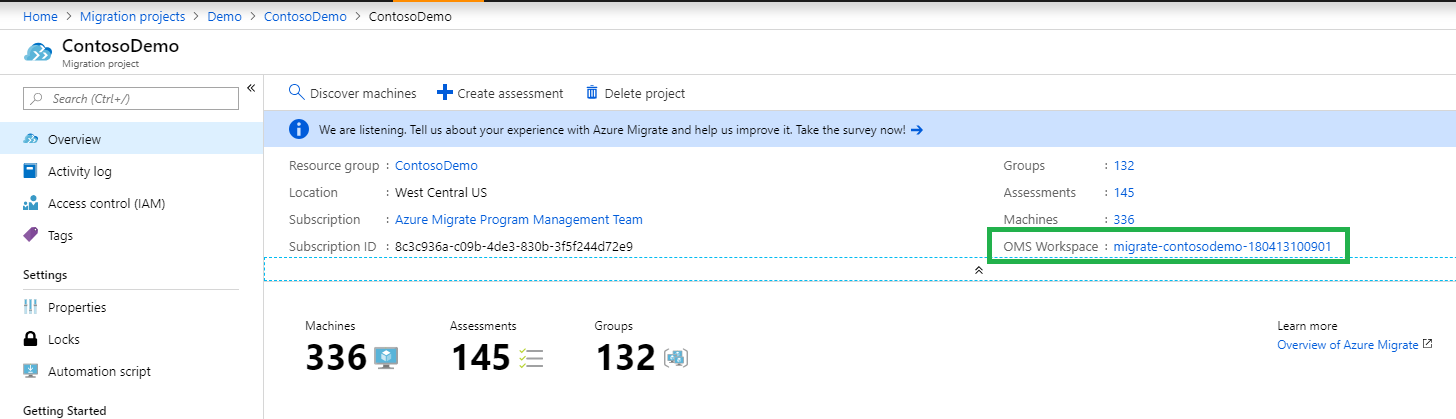 Home > Migration projects > Demo > ContosoDemo > ContosoDemo
ContosoDemo
Migration project
Search (Ctrl+/)
Overview
Activity log
Access control (IAM)
Tags
Settings
Properties
Locks
Automation script
Getting Started
Discover machines Create assessment Delete project
We are listening. Tell us about your experience with Azure Migrate and help us improve it. Take the survey now!
Resource group : ContosoDemo
Location : West Central US
Subscription : Azure Migrate Program Management Team
Subscription ID : 8c3c936a-c09b-4de3-830b-3f5f244d72e9
Groups : 132
Assessments : 145
Machines : 336
OMS Workspace : migrate-contosodemo-180413100901
Machines
336
Assessments
145
Groups
132
Learn more
Overview of Azure Migrate